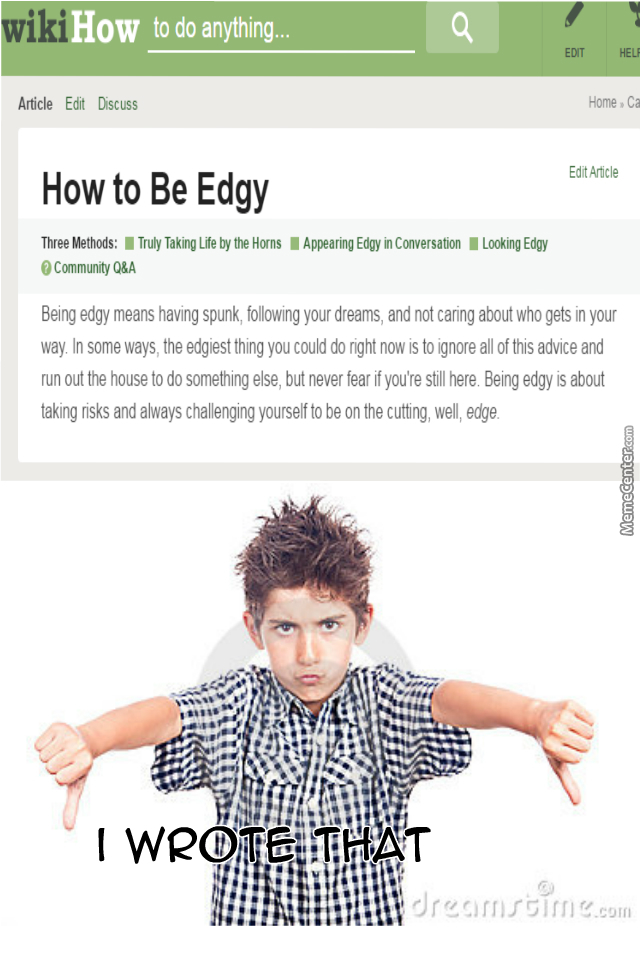 wikiHow to do anything...
EDIT HELP
Article Edit Discuss Home » Ca
How to Be Edgy Edit Article
Three Methods: Truly Taking Life by the Horns Appearing Edgy in Conversation Looking Edgy
? Community Q&A
Being edgy means having spunk, following your dreams, and not caring about who gets in your
way. In some ways, the edgiest thing you could do right now is to ignore all of this advice and
run out the house to do something else, but never fear if you're still here. Being edgy is about
taking risks and always challenging yourself to be on the cutting, well, edge.
MemeCenter.com
I WROTE THAT
dreamstime.com